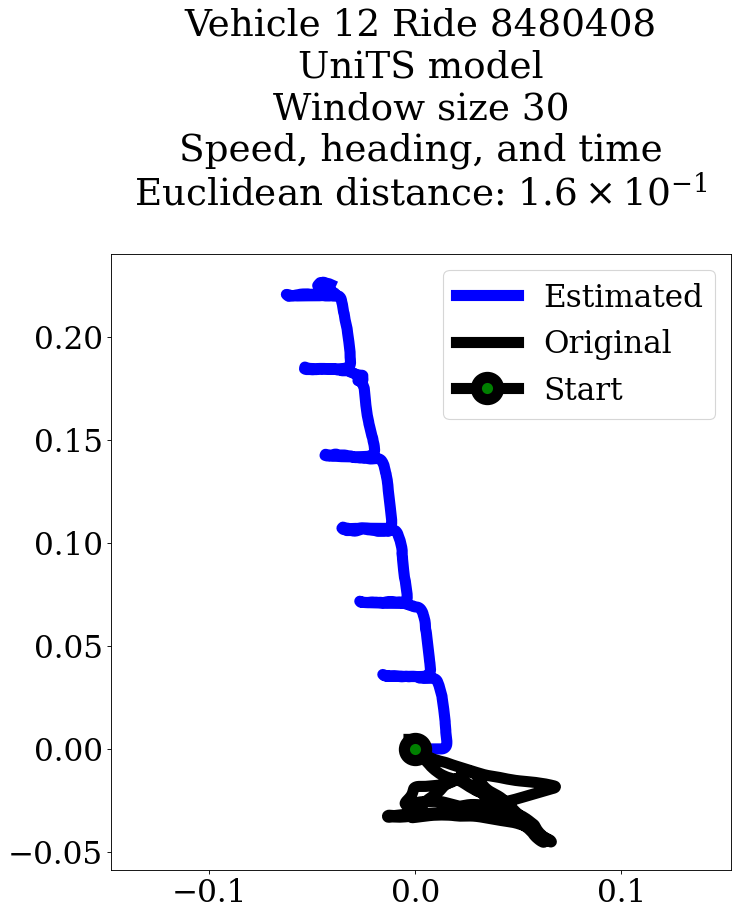 Vehicle 12 Ride 8480408
UniTS model
Window size 30
Speed, heading, and time
Euclidean distance: $1.6 \times 10^{-1}$
Estimated
Original
Start
0.20
0.15
0.10
0.05
0.00
−0.05
−0.1
0.0
0.1